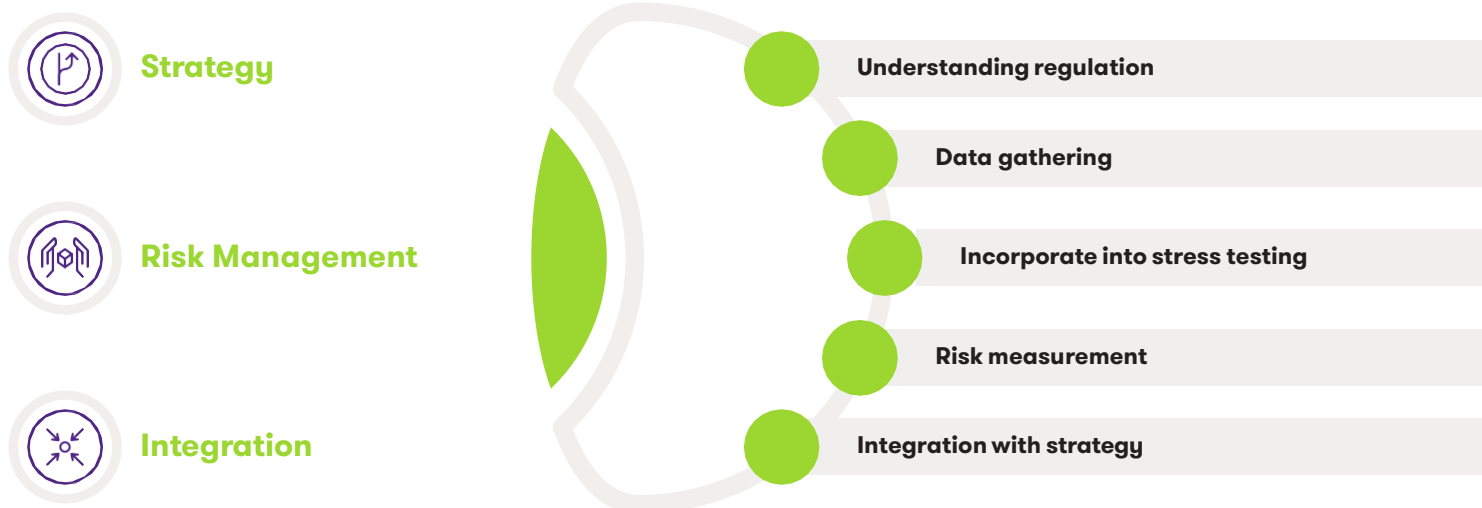 Strategy
Risk Management
Integration
Understanding regulation
Data gathering
Incorporate into stress testing
Risk measurement
Integration with strategy